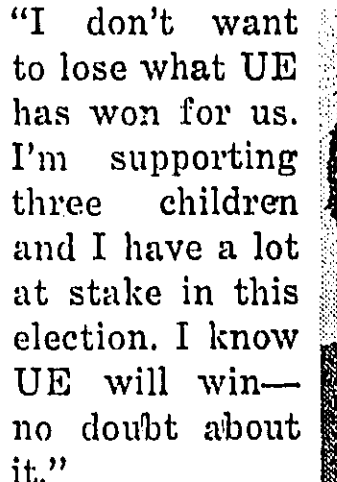 “I don't want
to lose what UE
has won for us.
I'm supporting
three children
and I have a lot
at stake in this
election. I know
UE will win—
no doubt about
it.”